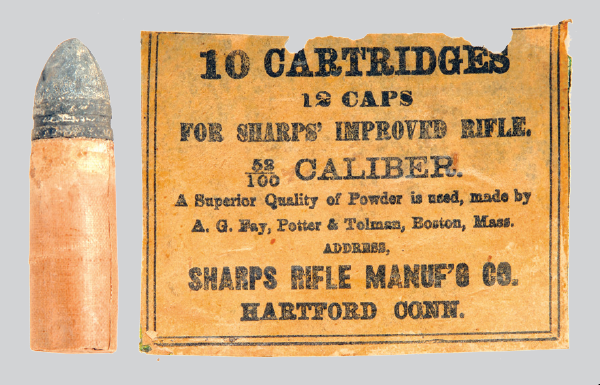 10 CARTRIDGES
12 CAPS
FOR SHARPS' IMPROVED RIFLE.
52/100 CALIBER.
A Superior Quality of Powder is used, made by
A. G. Fay, Potter & Tolman, Boston, Mass.
ADDRESS,
SHARPS RIFLE MANUF'G CO.
HARTFORD CONN.